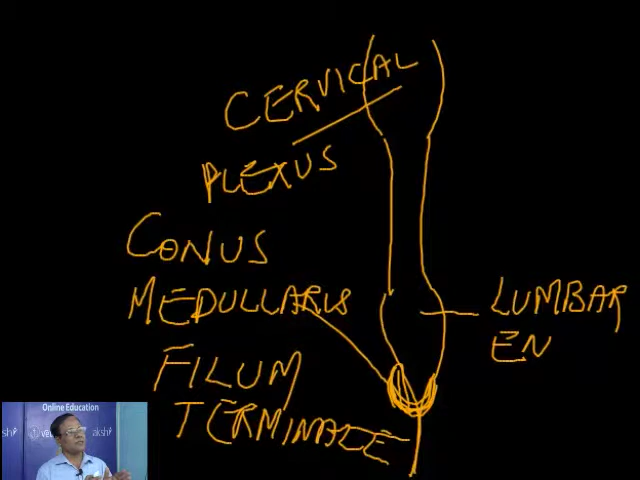 CERVICAL
PLEXUS
CONUS
MEDULLARIS
LUMBAR
EN
FILUM
TERMINALE
Online Education